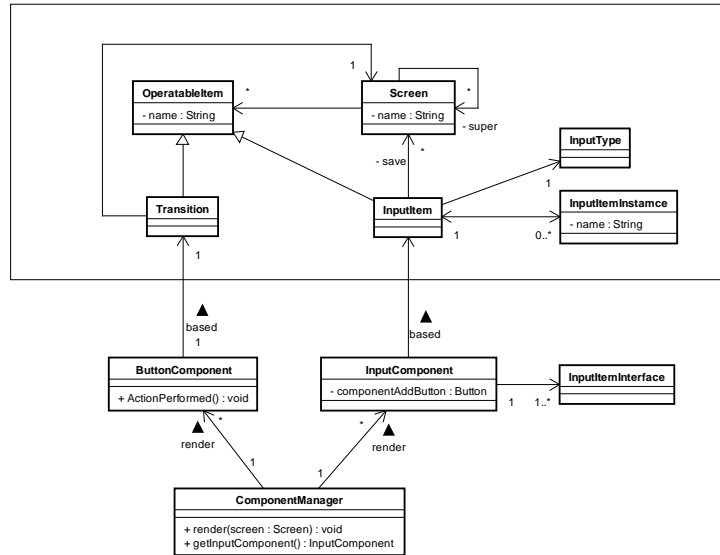 1
OperatableItem
- name : String
*
Screen
- name : String
*
- super
- save
*
InputType
1
Transition
InputItem
InputItemInstamce
- name : String
1
0..*
1
▲
based
1
▲
based
ButtonComponent
+ ActionPerformed() : void
InputComponent
- componentAddButton : Button
InputItemInterface
1
1..*
*
▲
render
1
*
▲
render
1
ComponentManager
+ render(screen : Screen) : void
+ getInputComponent() : InputComponent